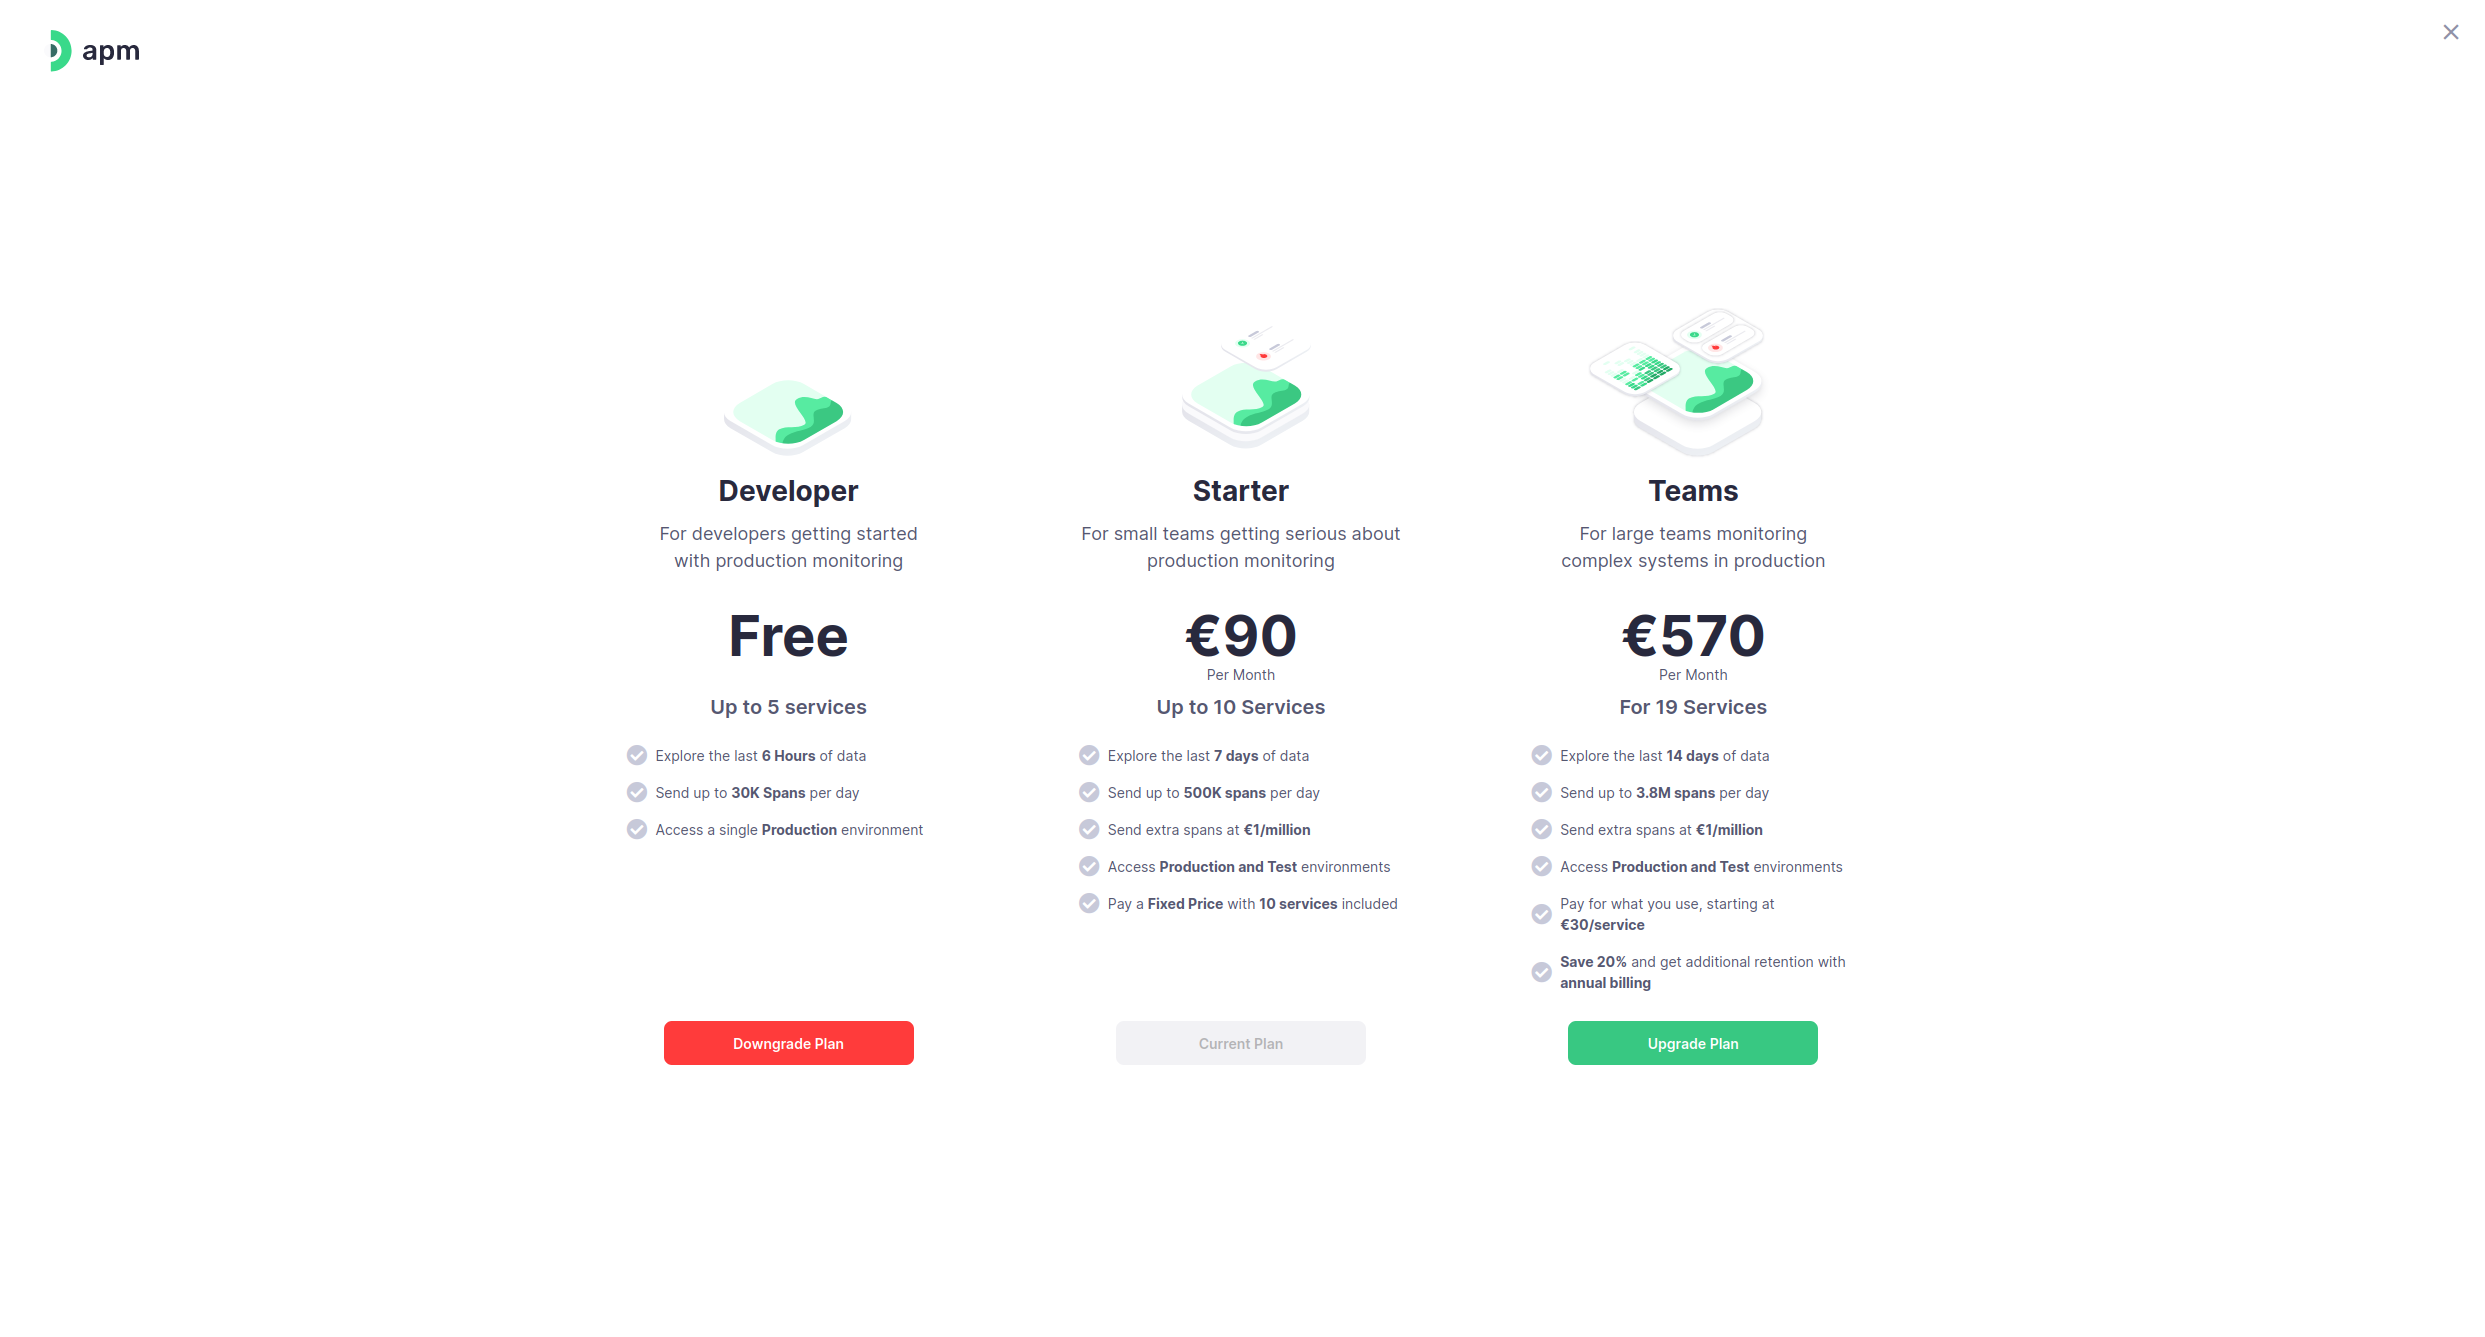 apm
Developer
For developers getting started
with production monitoring
Free
Up to 5 services
Explore the last 6 Hours of data
Send up to 30K Spans per day
Access a single Production environment
Downgrade Plan
Starter
For small teams getting serious about
production monitoring
€90
Per Month
Up to 10 Services
Explore the last 7 days of data
Send up to 500K spans per day
Send extra spans at €1/million
Access Production and Test environments
Pay a Fixed Price with 10 services included
Current Plan
Teams
For large teams monitoring
complex systems in production
€570
Per Month
For 19 Services
Explore the last 14 days of data
Send up to 3.8M spans per day
Send extra spans at €1/million
Access Production and Test environments
Pay for what you use, starting at
€30/service
Save 20% and get additional retention with
annual billing
Upgrade Plan